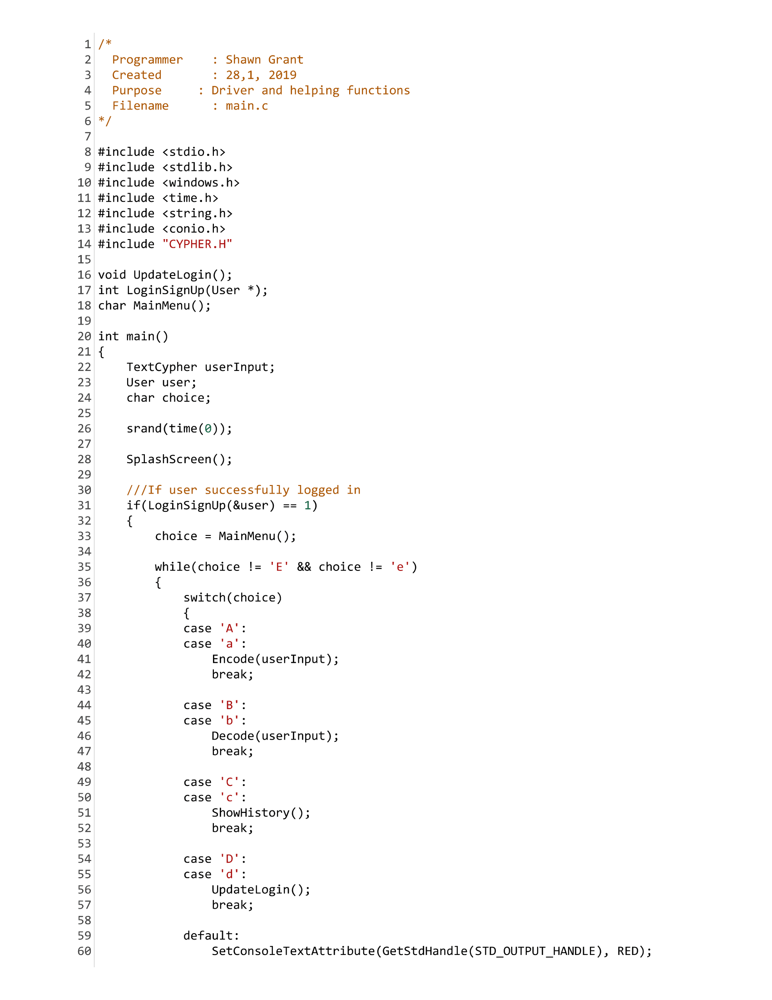 1 /*
2   Programmer    : Shawn Grant
3   Created       : 28,1, 2019
4   Purpose     : Driver and helping functions
5   Filename      : main.c
6 */
7
8 #include <stdio.h>
9 #include <stdlib.h>
10 #include <windows.h>
11 #include <time.h>
12 #include <string.h>
13 #include <conio.h>
14 #include "CYPHER.H"
15
16 void UpdateLogin();
17 int LoginSignUp(User *);
18 char MainMenu();
19
20 int main()
21 {
22     TextCypher userInput;
23     User user;
24     char choice;
25
26     srand(time(0));
27
28     SplashScreen();
29
30     ///If user successfully logged in
31     if(LoginSignUp(&user) == 1)
32     {
33         choice = MainMenu();
34
35         while(choice != 'E' && choice != 'e')
36         {
37             switch(choice)
38             {
39             case 'A':
40             case 'a':
41                 Encode(userInput);
42                 break;
43
44             case 'B':
45             case 'b':
46                 Decode(userInput);
47                 break;
48
49             case 'C':
50             case 'c':
51                 ShowHistory();
52                 break;
53
54             case 'D':
55             case 'd':
56                 UpdateLogin();
57                 break;
58
59             default:
60                 SetConsoleTextAttribute(GetStdHandle(STD_OUTPUT_HANDLE), RED);